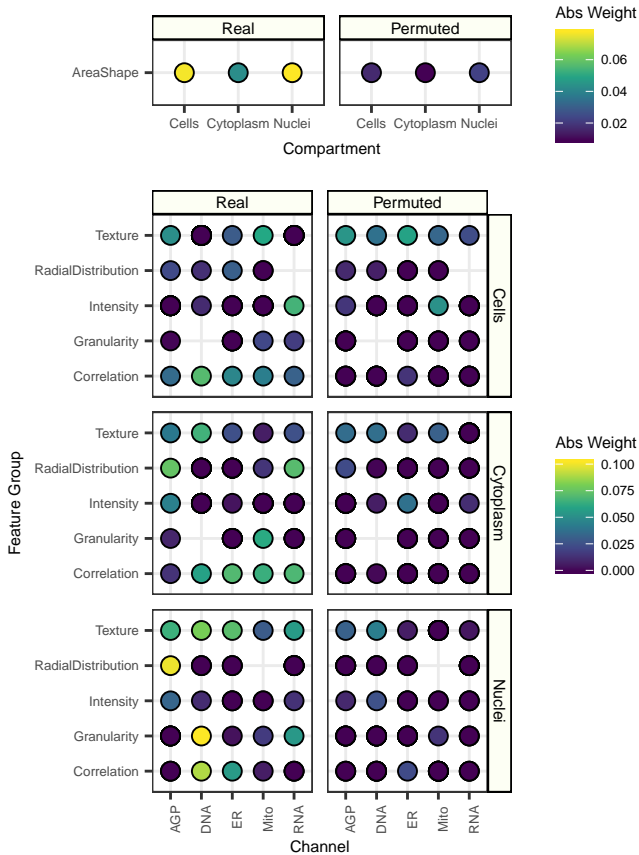 Real
Permuted
AreaShape
Cells
Cytoplasm
Nuclei
Cells
Cytoplasm
Nuclei
Compartment
Abs Weight
0.06
0.04
0.02
Real
Permuted
Texture
RadialDistribution
Intensity
Granularity
Correlation
Cells
Texture
RadialDistribution
Intensity
Granularity
Correlation
Cytoplasm
Texture
RadialDistribution
Intensity
Granularity
Correlation
Nuclei
Feature Group
AGP
DNA
ER
Mito
RNA
AGP
DNA
ER
Mito
RNA
Channel
Abs Weight
0.100
0.075
0.050
0.025
0.000